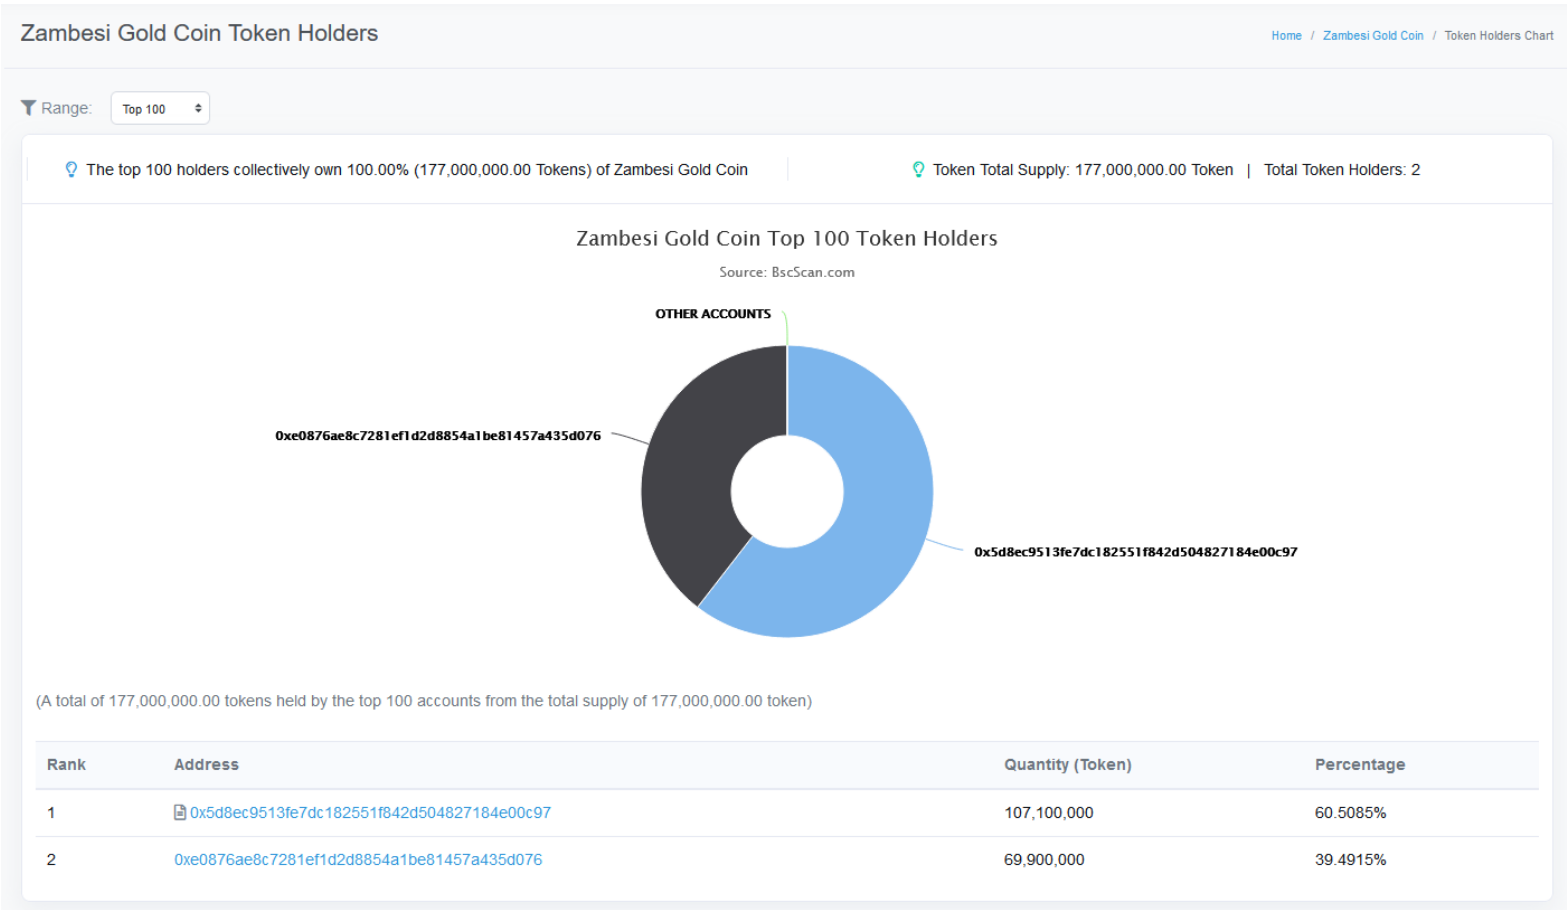 Zambesi Gold Coin Token Holders
Home / Zambesi Gold Coin / Token Holders Chart
Range: Top 100
The top 100 holders collectively own 100.00% (177,000,000.00 Tokens) of Zambesi Gold Coin
Token Total Supply: 177,000,000.00 Token | Total Token Holders: 2
Zambesi Gold Coin Top 100 Token Holders
Source: BscScan.com
OTHER ACCOUNTS
0xe0876ae8c7281ef1d2d8854a1be81457a435d076
0x5d8ec9513fe7dc182551f842d504827184e00c97
(A total of 177,000,000.00 tokens held by the top 100 accounts from the total supply of 177,000,000.00 token)
Rank Address Quantity (Token) Percentage
1 0x5d8ec9513fe7dc182551f842d504827184e00c97 107,100,000 60.5085%
2 0xe0876ae8c7281ef1d2d8854a1be81457a435d076 69,900,000 39.4915%